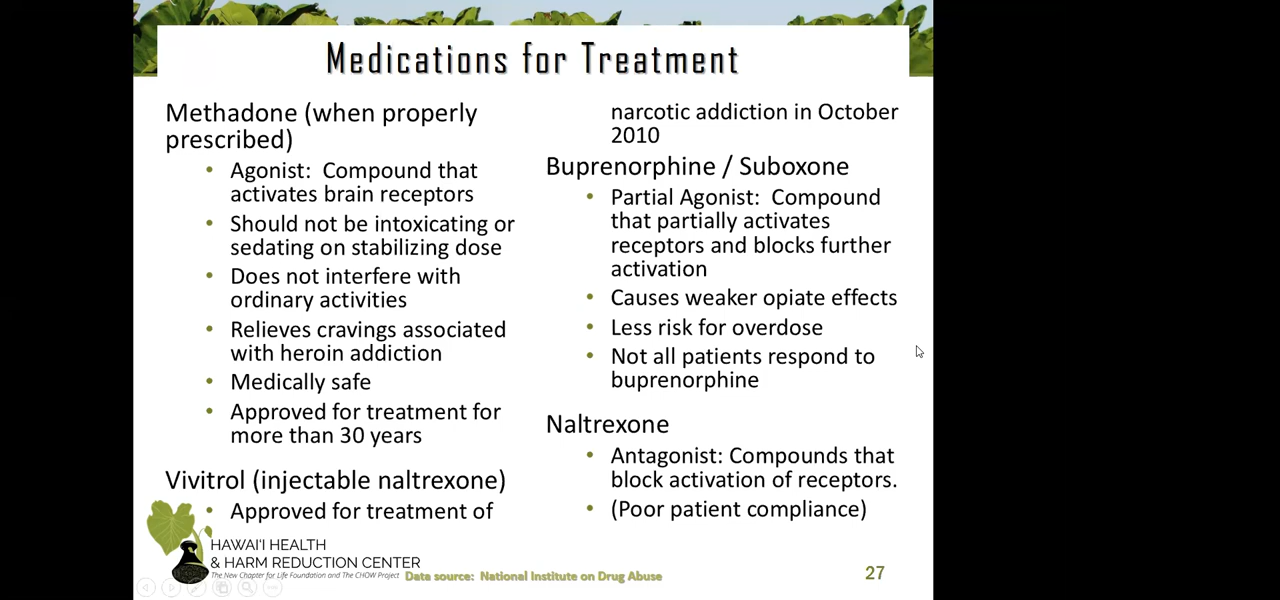 Medications for Treatment
Methadone (when properly
prescribed)
• Agonist:  Compound that
activates brain receptors
• Should not be intoxicating or
sedating on stabilizing dose
• Does not interfere with
ordinary activities
• Relieves cravings associated
with heroin addiction
• Medically safe
• Approved for treatment for
more than 30 years
Vivitrol (injectable naltrexone)
• Approved for treatment of
narcotic addiction in October
2010
Buprenorphine / Suboxone
• Partial Agonist:  Compound
that partially activates
receptors and blocks further
activation
• Causes weaker opiate effects
• Less risk for overdose
• Not all patients respond to
buprenorphine
Naltrexone
• Antagonist: Compounds that
block activation of receptors.
• (Poor patient compliance)
HAWAI'I HEALTH
& HARM REDUCTION CENTER
The New Chapter for Life Foundation and The CHOW Project
Data source:  National Institute on Drug Abuse
27